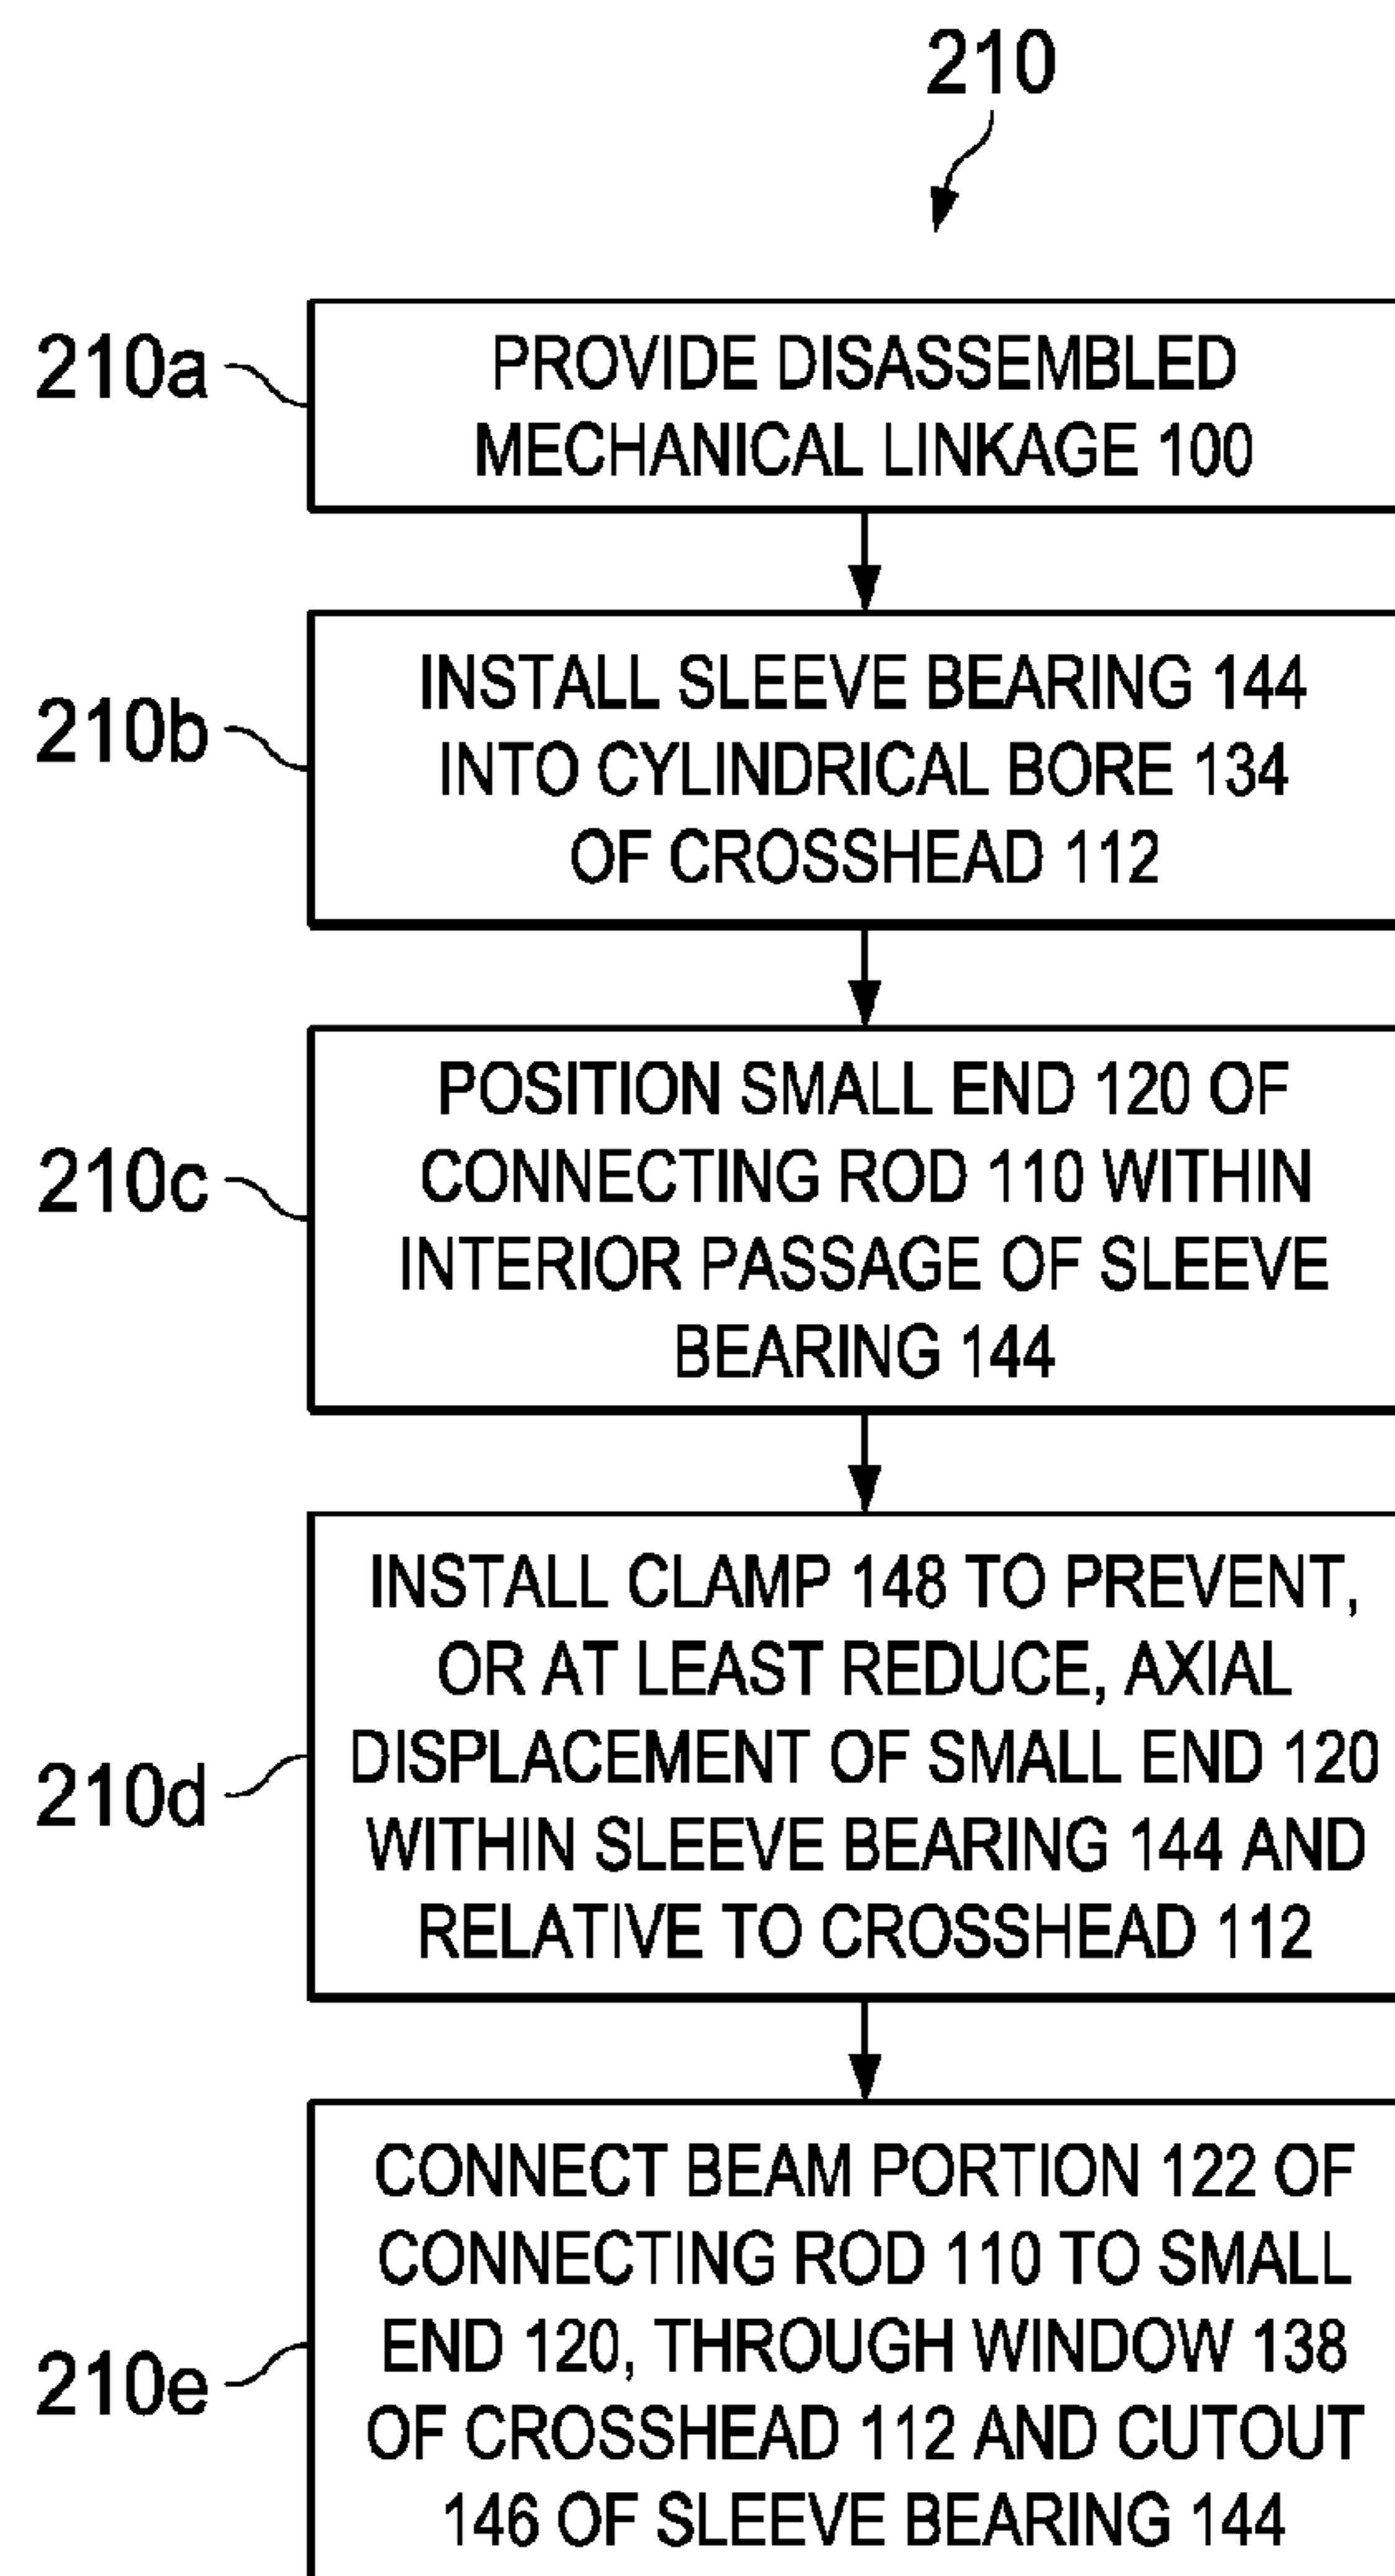 210
210a
PROVIDE DISASSEMBLED
MECHANICAL LINKAGE 100
210b
INSTALL SLEEVE BEARING 144
INTO CYLINDRICAL BORE 134
OF CROSSHEAD 112
210c
POSITION SMALL END 120 OF
CONNECTING ROD 110 WITHIN
INTERIOR PASSAGE OF SLEEVE
BEARING 144
210d
INSTALL CLAMP 148 TO PREVENT,
OR AT LEAST REDUCE, AXIAL
DISPLACEMENT OF SMALL END 120
WITHIN SLEEVE BEARING 144 AND
RELATIVE TO CROSSHEAD 112
210e
CONNECT BEAM PORTION 122 OF
CONNECTING ROD 110 TO SMALL
END 120, THROUGH WINDOW 138
OF CROSSHEAD 112 AND CUTOUT
146 OF SLEEVE BEARING 144